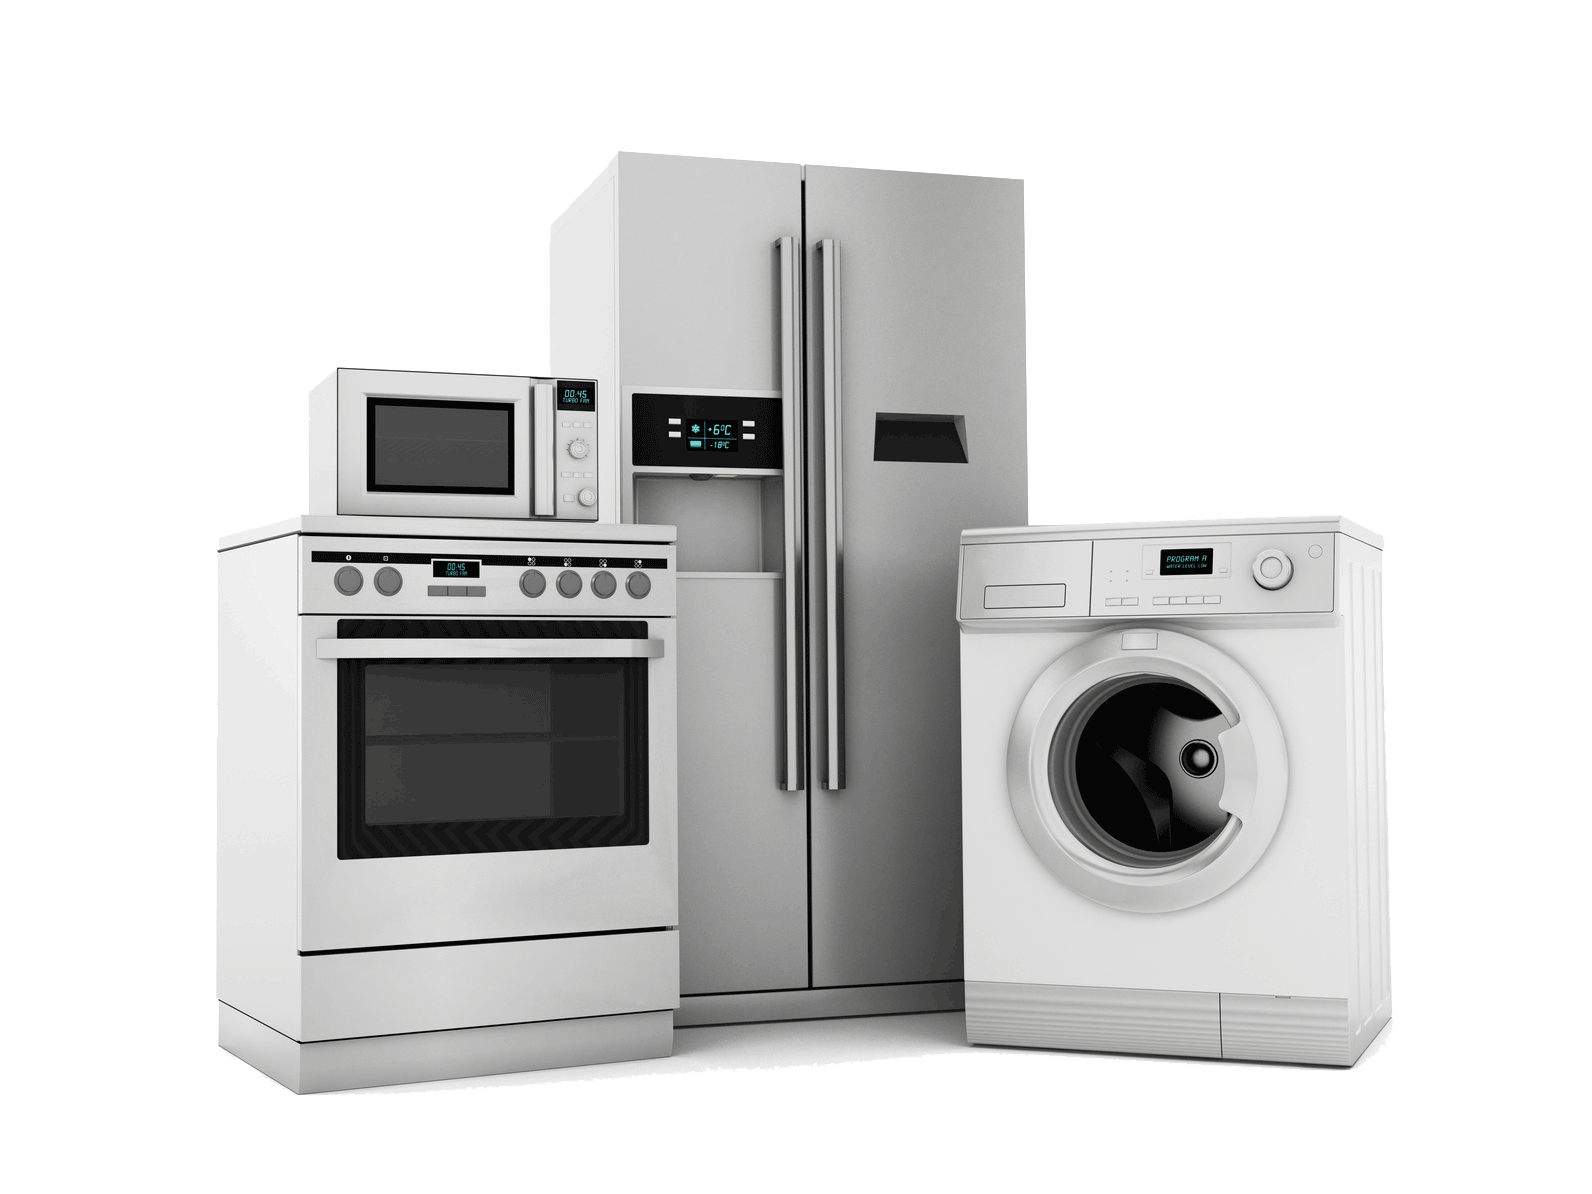 00:45
TURBO FAN
+6°C
-18°C
00:45
TURBO FAN
PROGRAM A
WATER LEVEL LOW